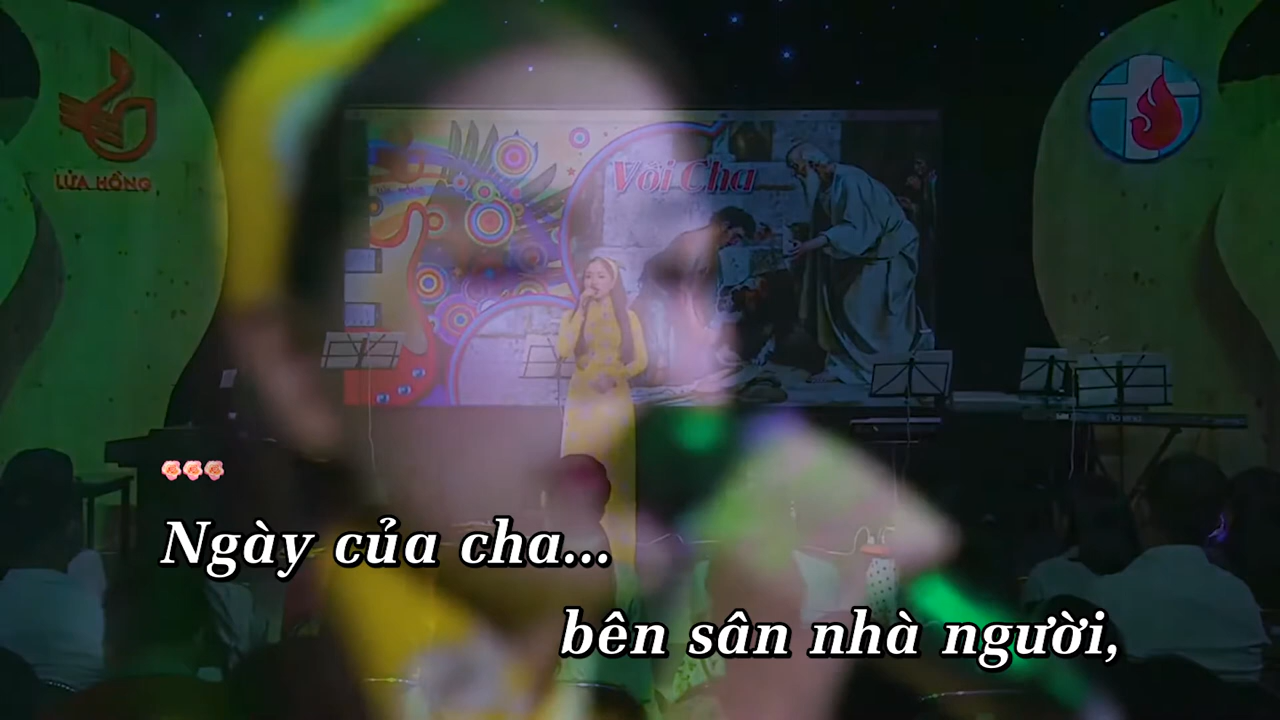 LỬA HỒNG
Với Cha
Ngày của cha...
bên sân nhà người,